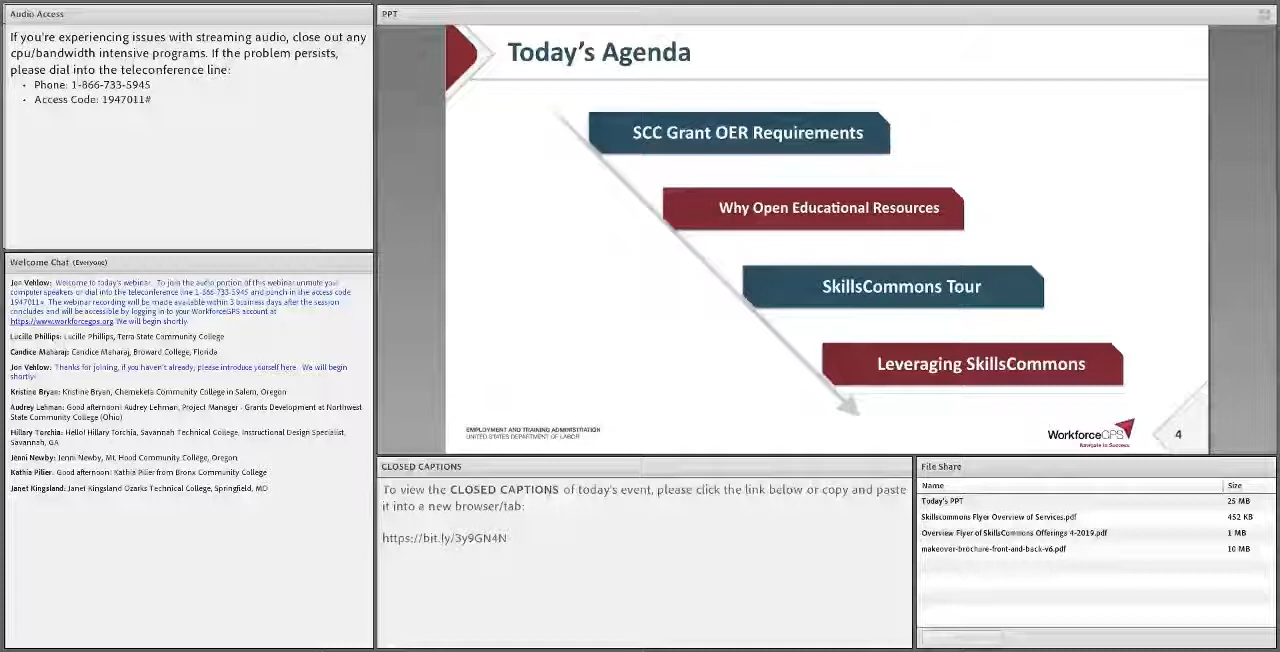 Audio Access
If you're experiencing issues with streaming audio, close out any
cpu/bandwidth intensive programs. If the problem persists,
please dial into the teleconference line:
• Phone: 1-866-733-5945
• Access Code: 1947011#
Welcome Chat (Everyone)
Jon Vehlow: Welcome to today's webinar. To join the audio portion of this webinar unmute your
computer speakers or dial into the teleconference line 1-866-733-5945 and punch in the access code
1947011#. The webinar recording will be made available within 3 business days after the session
concludes and will be accessible by logging in to your WorkforceGPS account at
https://www.workforcegps.org We will begin shortly.
Lucille Phillips: Lucille Phillips, Terra State Community College
Candice Maharaj: Candice Maharaj, Broward College, Florida
Jon Vehlow: Thanks for joining, if you haven't already, please introduce yourself here. We will begin
shortly!
Kristine Bryan: Kristine Bryan, Chemeketa Community College in Salem, Oregon
Audrey Lehman: Good afternoon! Audrey Lehman, Project Manager - Grants Development at Northwest
State Community College (Ohio)
Hillary Torchia: Hello! Hillary Torchia, Savannah Technical College, Instructional Design Specialist,
Savannah, GA
Jenni Newby: Jenni Newby, Mt. Hood Community College, Oregon
Kathia Pilier: Good afternoon! Kathia Pilier from Bronx Community College
Janet Kingsland: Janet Kingsland Ozarks Technical College, Springfield, MO
PPT
Today's Agenda
SCC Grant OER Requirements
Why Open Educational Resources
SkillsCommons Tour
Leveraging SkillsCommons
EMPLOYMENT AND TRAINING ADMINISTRATION
UNITED STATES DEPARTMENT OF LABOR
WorkforceGPS
Navigate to Success
4
CLOSED CAPTIONS
To view the CLOSED CAPTIONS of today's event, please click the link below or copy and paste
it into a new browser/tab:
https://bit.ly/3y9GN4N
File Share
Name Size
Today's PPT 25 MB
Skillscommons Flyer Overview of Services.pdf 452 KB
Overview Flyer of SkillsCommons Offerings 4-2019.pdf 1 MB
makeover-brochure-front-and-back-v6.pdf 10 MB